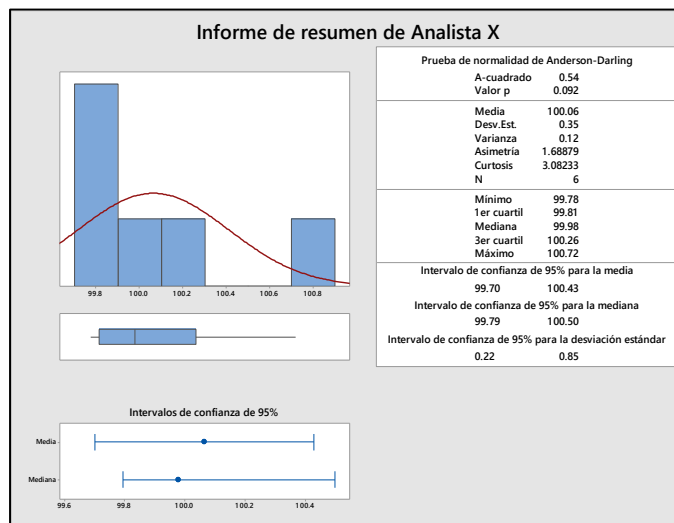 Informe de resumen de Analista X
99.8 100.0 100.2 100.4 100.6 100.8
Intervalos de confianza de 95%
Media
Mediana
99.6 99.8 100.0 100.2 100.4
Prueba de normalidad de Anderson-Darling
A-cuadrado 0.54
Valor p 0.092
Media 100.06
Desv.Est. 0.35
Varianza 0.12
Asimetría 1.68879
Curtosis 3.08233
N 6
Mínimo 99.78
1er cuartil 99.81
Mediana 99.98
3er cuartil 100.26
Máximo 100.72
Intervalo de confianza de 95% para la media
99.70 100.43
Intervalo de confianza de 95% para la mediana
99.79 100.50
Intervalo de confianza de 95% para la desviación estándar
0.22 0.85